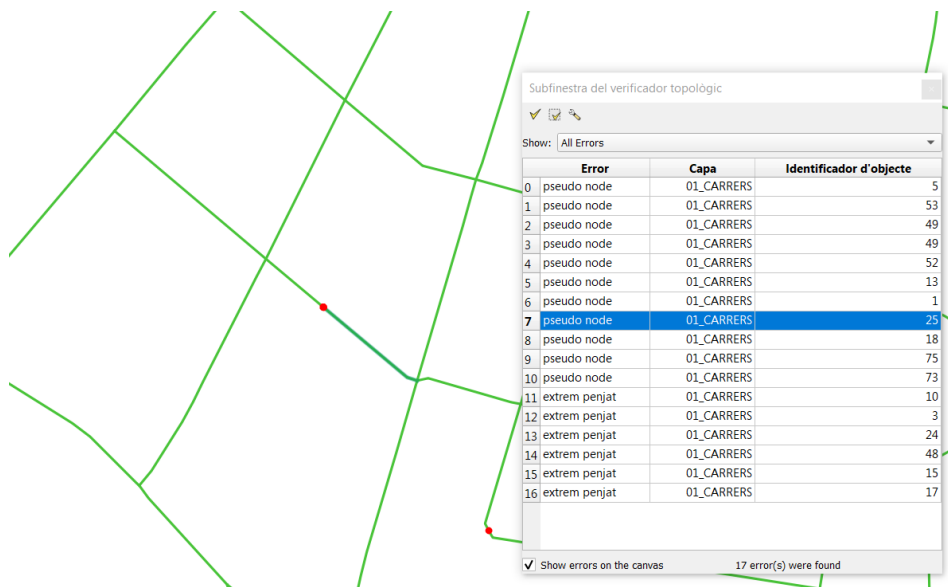 Subfinestra del verificador topològic
Show: All Errors
Error Capa Identificador d'objecte
0 pseudo node 01_CARRERS 5
1 pseudo node 01_CARRERS 53
2 pseudo node 01_CARRERS 49
3 pseudo node 01_CARRERS 49
4 pseudo node 01_CARRERS 52
5 pseudo node 01_CARRERS 13
6 pseudo node 01_CARRERS 1
7 pseudo node 01_CARRERS 25
8 pseudo node 01_CARRERS 18
9 pseudo node 01_CARRERS 75
10 pseudo node 01_CARRERS 73
11 extrem penjat 01_CARRERS 10
12 extrem penjat 01_CARRERS 3
13 extrem penjat 01_CARRERS 24
14 extrem penjat 01_CARRERS 48
15 extrem penjat 01_CARRERS 15
16 extrem penjat 01_CARRERS 17
Show errors on the canvas 17 error(s) were found